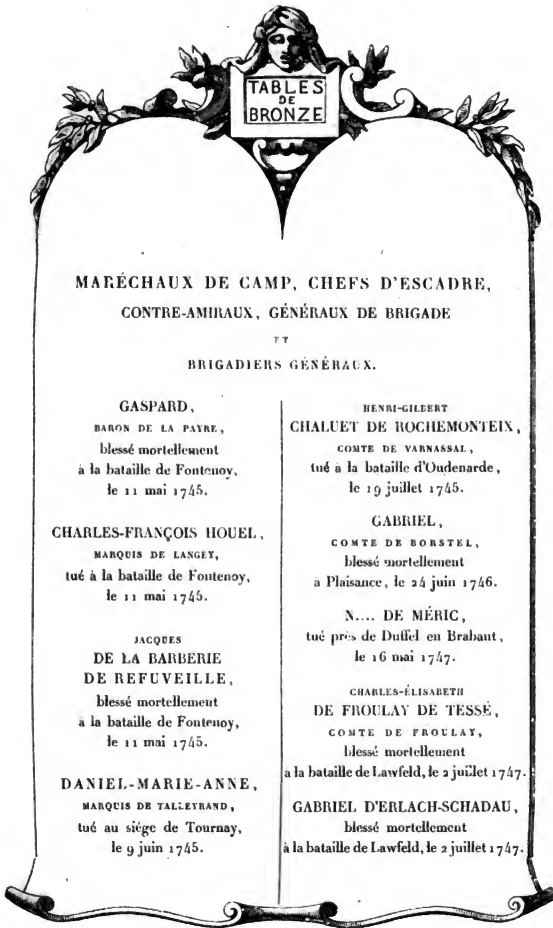 TABLES
DE
BRONZE
MARÉCHAUX DE CAMP, CHEFS D'ESCADRE,
CONTRE-AMIRAUX, GÉNÉRAUX DE BRIGADE
ET
BRIGADIERS GÉNÉRAUX.
GASPARD,
BARON DE LA PAYRE,
blessé mortellement
à la bataille de Fontenoy,
le 11 mai 1745.
CHARLES-FRANÇOIS HOUEL,
MARQUIS DE LANGEY,
tué à la bataille de Fontenoy,
le 11 mai 1745.
JACQUES
DE LA BARBERIE
DE REFUVEILLE,
blessé mortellement
à la bataille de Fontenoy,
le 11 mai 1745.
DANIEL-MARIE-ANNE,
MARQUIS DE TALLEYRAND,
tué au siége de Tournay,
le 9 juin 1745.
HENRI-GILBERT
CHALUET DE ROCHEMONTEIX,
COMTE DE VARNASSAL,
tué à la bataille d'Oudenarde,
le 19 juillet 1745.
GABRIEL,
COMTE DE BORSTEL,
blessé mortellement
à Plaisance, le 24 juin 1746.
N.... DE MÉRIC,
tué près de Duffel en Brabant,
le 16 mai 1747.
CHARLES-ÉLISABETH
DE FROULAY DE TESSÉ,
COMTE DE FROULAY,
blessé mortellement
à la bataille de Lawfeld, le 2 juillet 1747.
GABRIEL D'ERLACH-SCHADAU,
blessé mortellement
à la bataille de Lawfeld, le 2 juillet 1747.